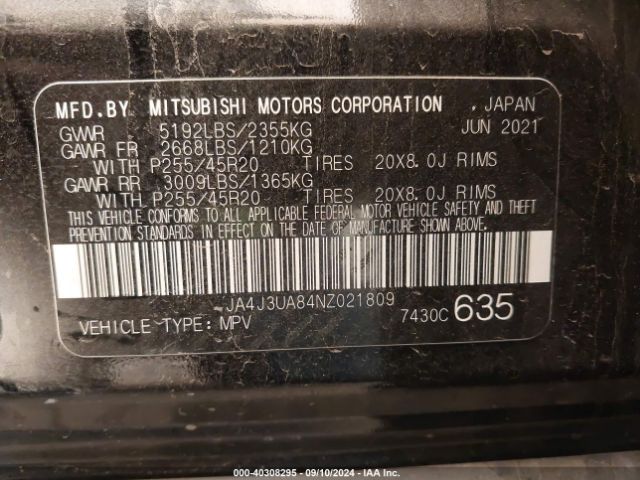 MFD.BY MITSUBISHI MOTORS CORPORATION . JAPAN
GVWR 5192LBS/2355KG JUN 2021
GAWR FR 2668LBS/1210KG
WITH P255/45R20 TIRES 20X8.0J RIMS
GAWR RR 3009LBS/1365KG
WITH P255/45R20 TIRES 20X8.0J RIMS
THIS VEHICLE CONFORMS TO ALL APPLICABLE FEDERAL MOTOR VEHICLE SAFETY AND THEFT
PREVENTION STANDARDS IN EFFECT ON THE DATE OF MANUFACTURE SHOWN ABOVE.
JA4J3UA84NZ021809
VEHICLE TYPE: MPV 7430C 635
000-40308295 - 09/10/2024 - IAA Inc.